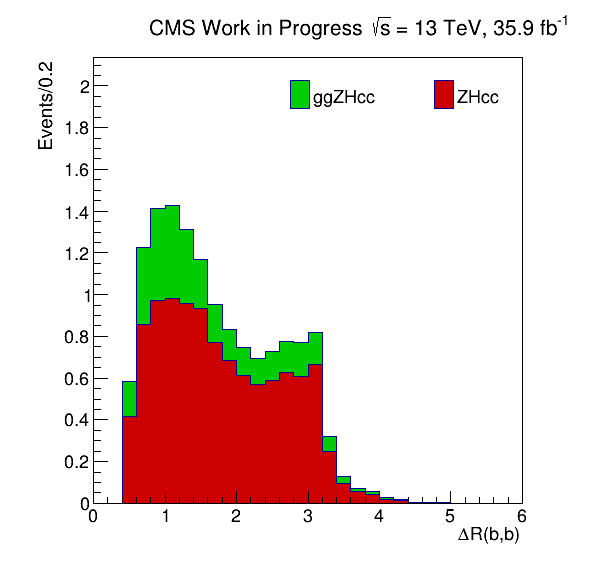 CMS Work in Progress √s = 13 TeV, 35.9 fb⁻¹
Events/0.2
ggZHcc
ZHcc
2
1.8
1.6
1.4
1.2
1
0.8
0.6
0.4
0.2
0
0 1 2 3 4 5 6
ΔR(b,b)